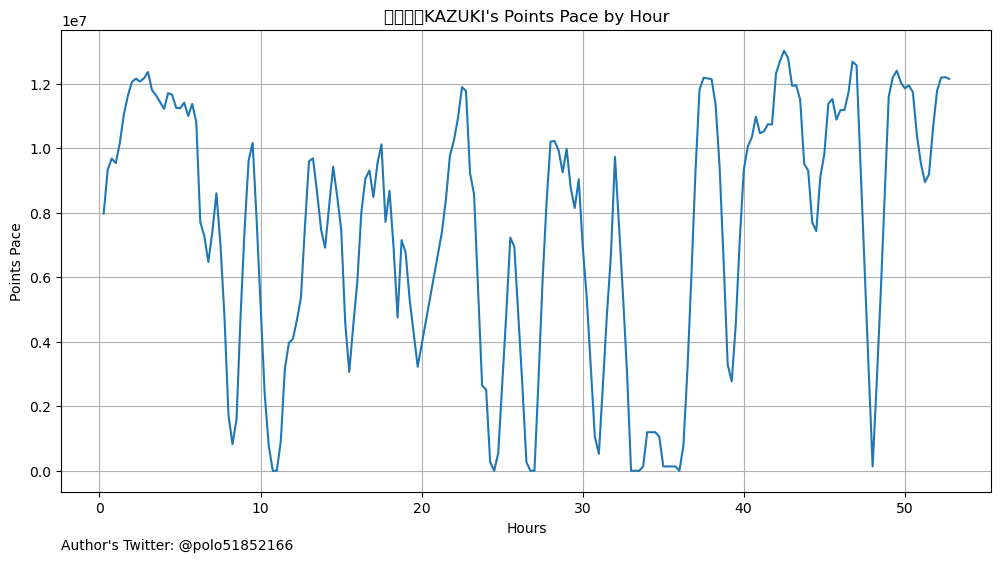 KAZUKI's Points Pace by Hour
1e7
1.2
1.0
0.8
0.6
0.4
0.2
0.0
Points Pace
0 10 20 30 40 50
Hours
Author's Twitter: @polo51852166